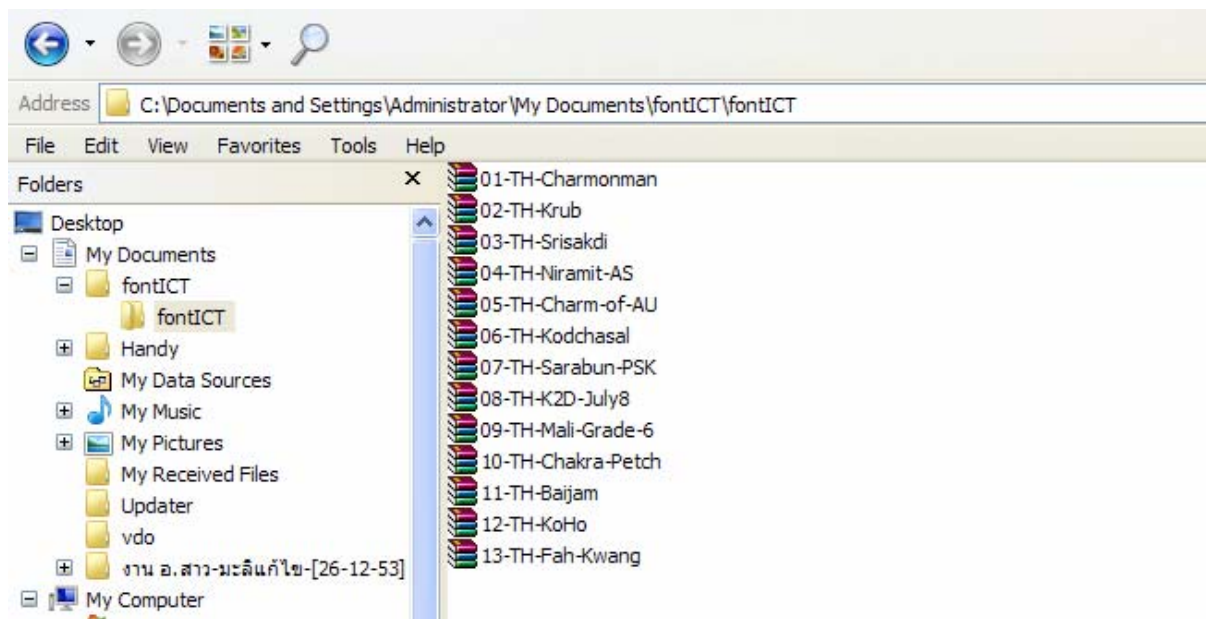 Address C:\Documents and Settings\Administrator\My Documents\fontICT\fontICT
File Edit View Favorites Tools Help
Folders
Desktop
My Documents
fontICT
fontICT
Handy
My Data Sources
My Music
My Pictures
My Received Files
Updater
vdo
งาน อ.สาว-มะลิแก้ไข-[26-12-53]
My Computer
01-TH-Charmonman
02-TH-Krub
03-TH-Srisakdi
04-TH-Niramit-AS
05-TH-Charm-of-AU
06-TH-Kodchasal
07-TH-Sarabun-PSK
08-TH-K2D-July8
09-TH-Mali-Grade-6
10-TH-Chakra-Petch
11-TH-Baijam
12-TH-KoHo
13-TH-Fah-Kwang